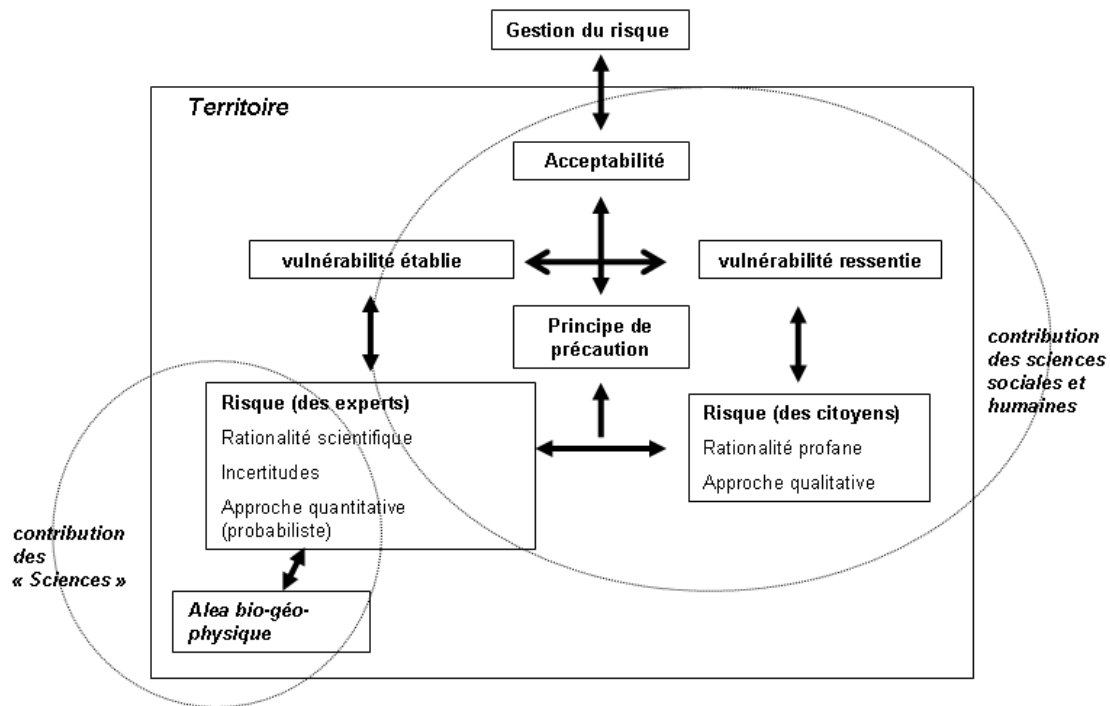 Gestion du risque
Territoire
Acceptabilité
vulnérabilité établie
vulnérabilité ressentie
Principe de
précaution
contribution
des sciences
sociales et
humaines
Risque (des experts)
Rationalité scientifique
Incertitudes
Approche quantitative
(probabiliste)
Risque (des citoyens)
Rationalité profane
Approche qualitative
contribution
des
« Sciences »
Alea bio-géo-
physique